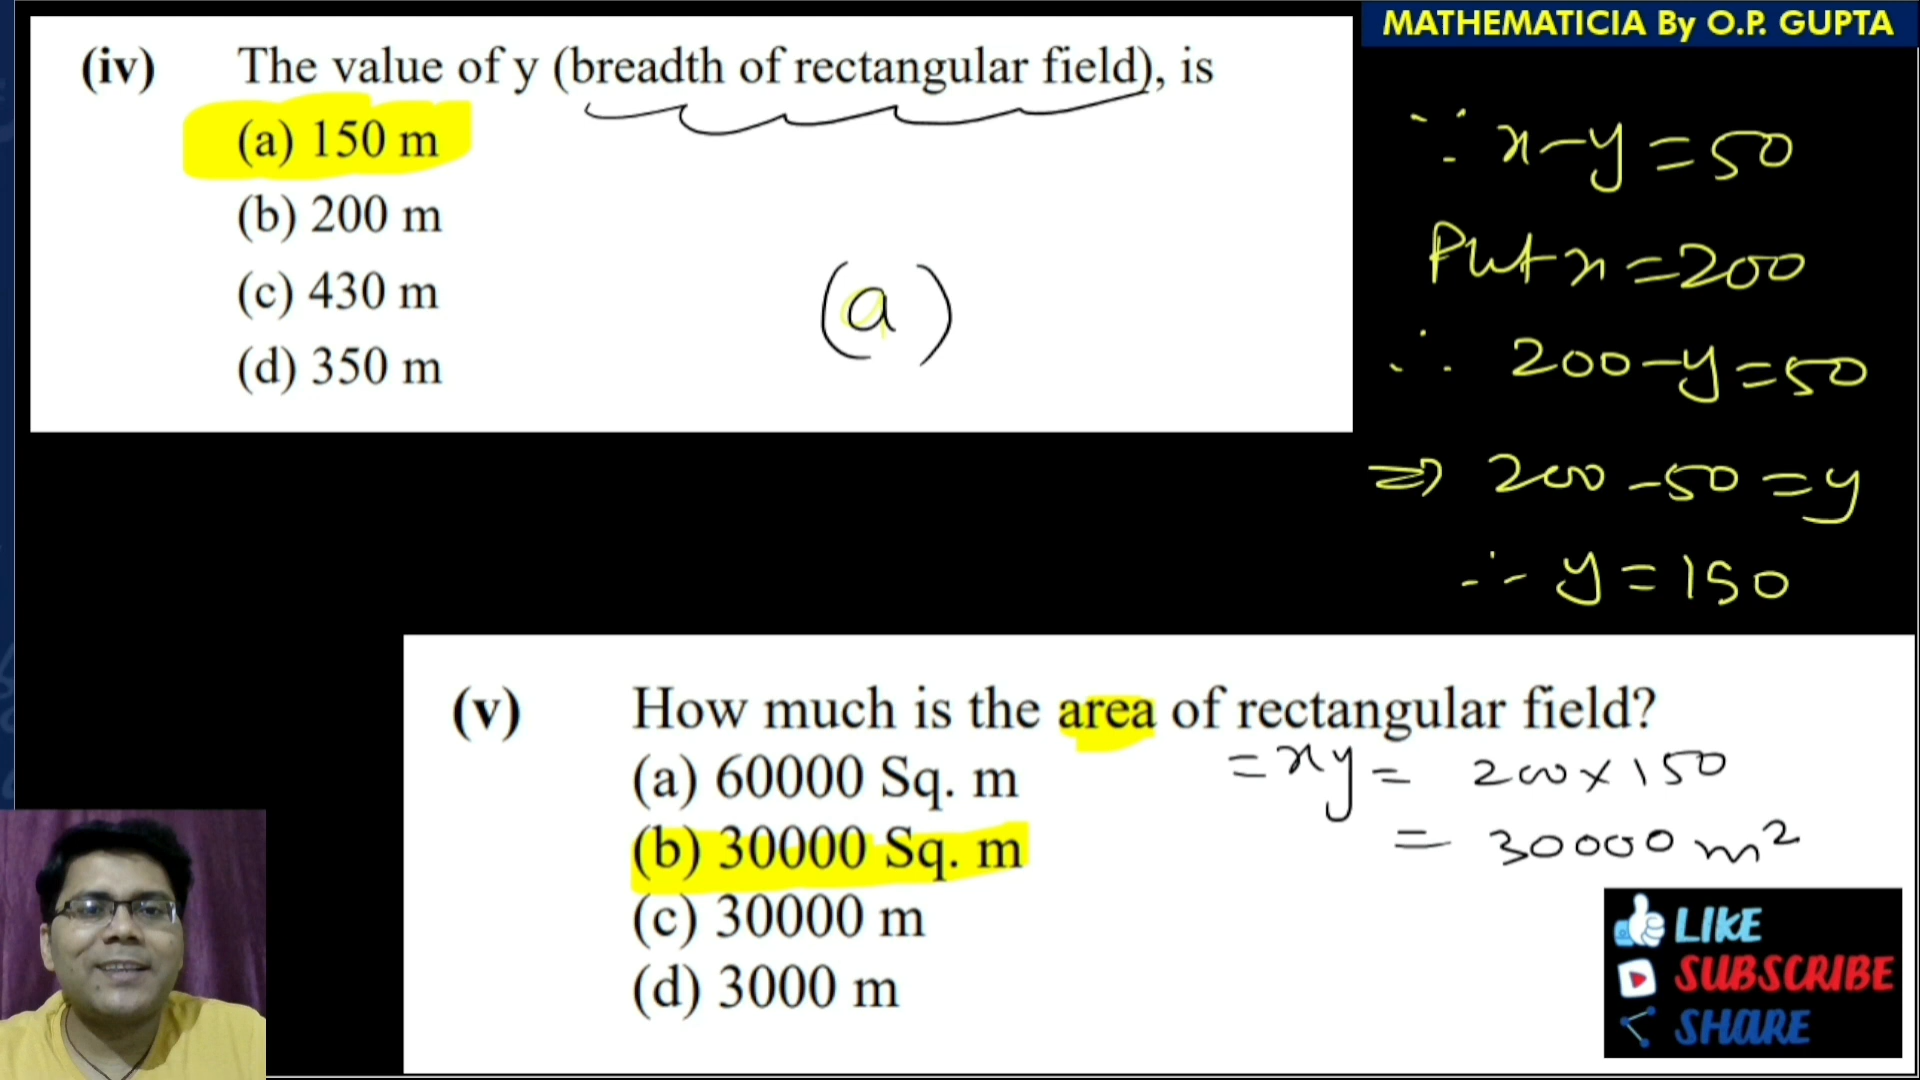 MATHEMATICIA By O.P. GUPTA
(iv) The value of y (breadth of rectangular field), is
(a) 150 m
(b) 200 m
(c) 430 m
(d) 350 m
(a)
∵ x-y=50
Put x=200
∴ 200-y=50
⇒ 200-50=y
∴ y=150
(v) How much is the area of rectangular field?
(a) 60000 Sq. m
(b) 30000 Sq. m
(c) 30000 m
(d) 3000 m
=xy= 200×150
= 30000 m²
LIKE
SUBSCRIBE
SHARE